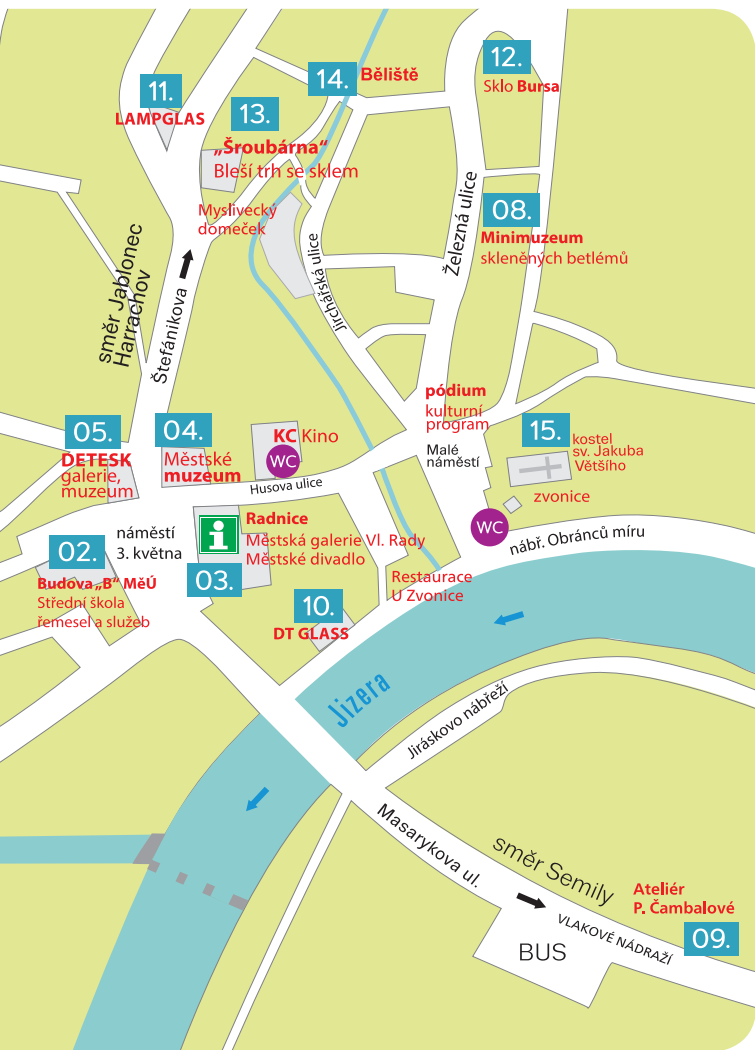 12.
Sklo Bursa
14.
Běliště
11.
LAMPGLAS
13.
„Šroubárna“
Bleší trh se sklem
Myslivecký
domeček
08.
Minimuzeum
skleněných betlémů
Železná ulice
Jirchářská ulice
směr Jablonec
Harrachov
Štefánikova
pódium
kulturní
program
Malé
náměstí
15.
kostel
sv. Jakuba
Většího
zvonice
05.
DETESK
galerie,
muzeum
04.
Městské
muzeum
KC Kino
WC
Husova ulice
WC
nábř. Obránců míru
náměstí
3. května
i
Radnice
Městská galerie Vl. Rady
Městské divadlo
03.
02.
Budova „B“ MěÚ
Střední škola
řemesel a služeb
Restaurace
U Zvonice
10.
DT GLASS
Jizera
Jiráskovo nábřeží
Masarykova ul.
směr Semily
Ateliér
P. Čambalové
09.
VLAKOVÉ NÁDRAŽÍ
BUS